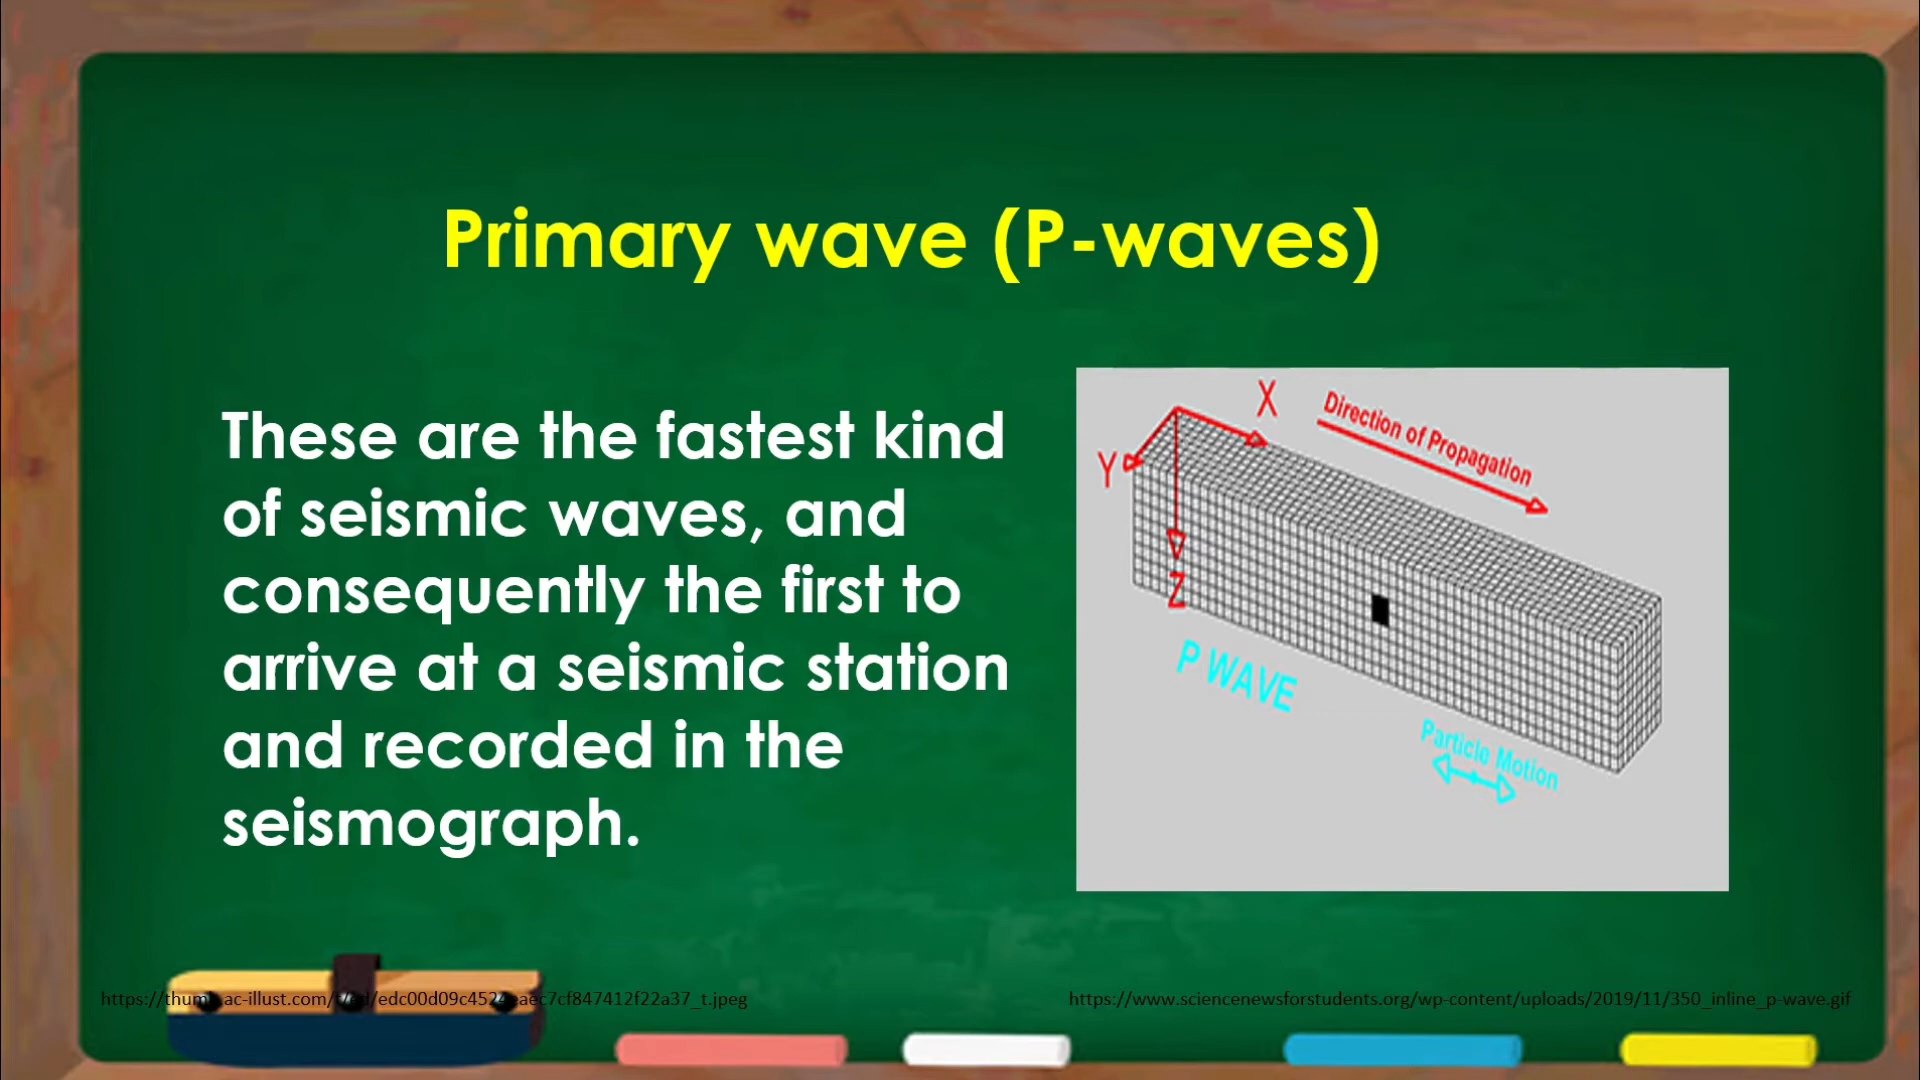 Primary wave (P-waves)
These are the fastest kind
of seismic waves, and
consequently the first to
arrive at a seismic station
and recorded in the
seismograph.
X
Direction of Propagation
Y
Z
P WAVE
Particle Motion
https://www.sciencenewsforstudents.org/wp-content/uploads/2019/11/350_inline_p-wave.gif